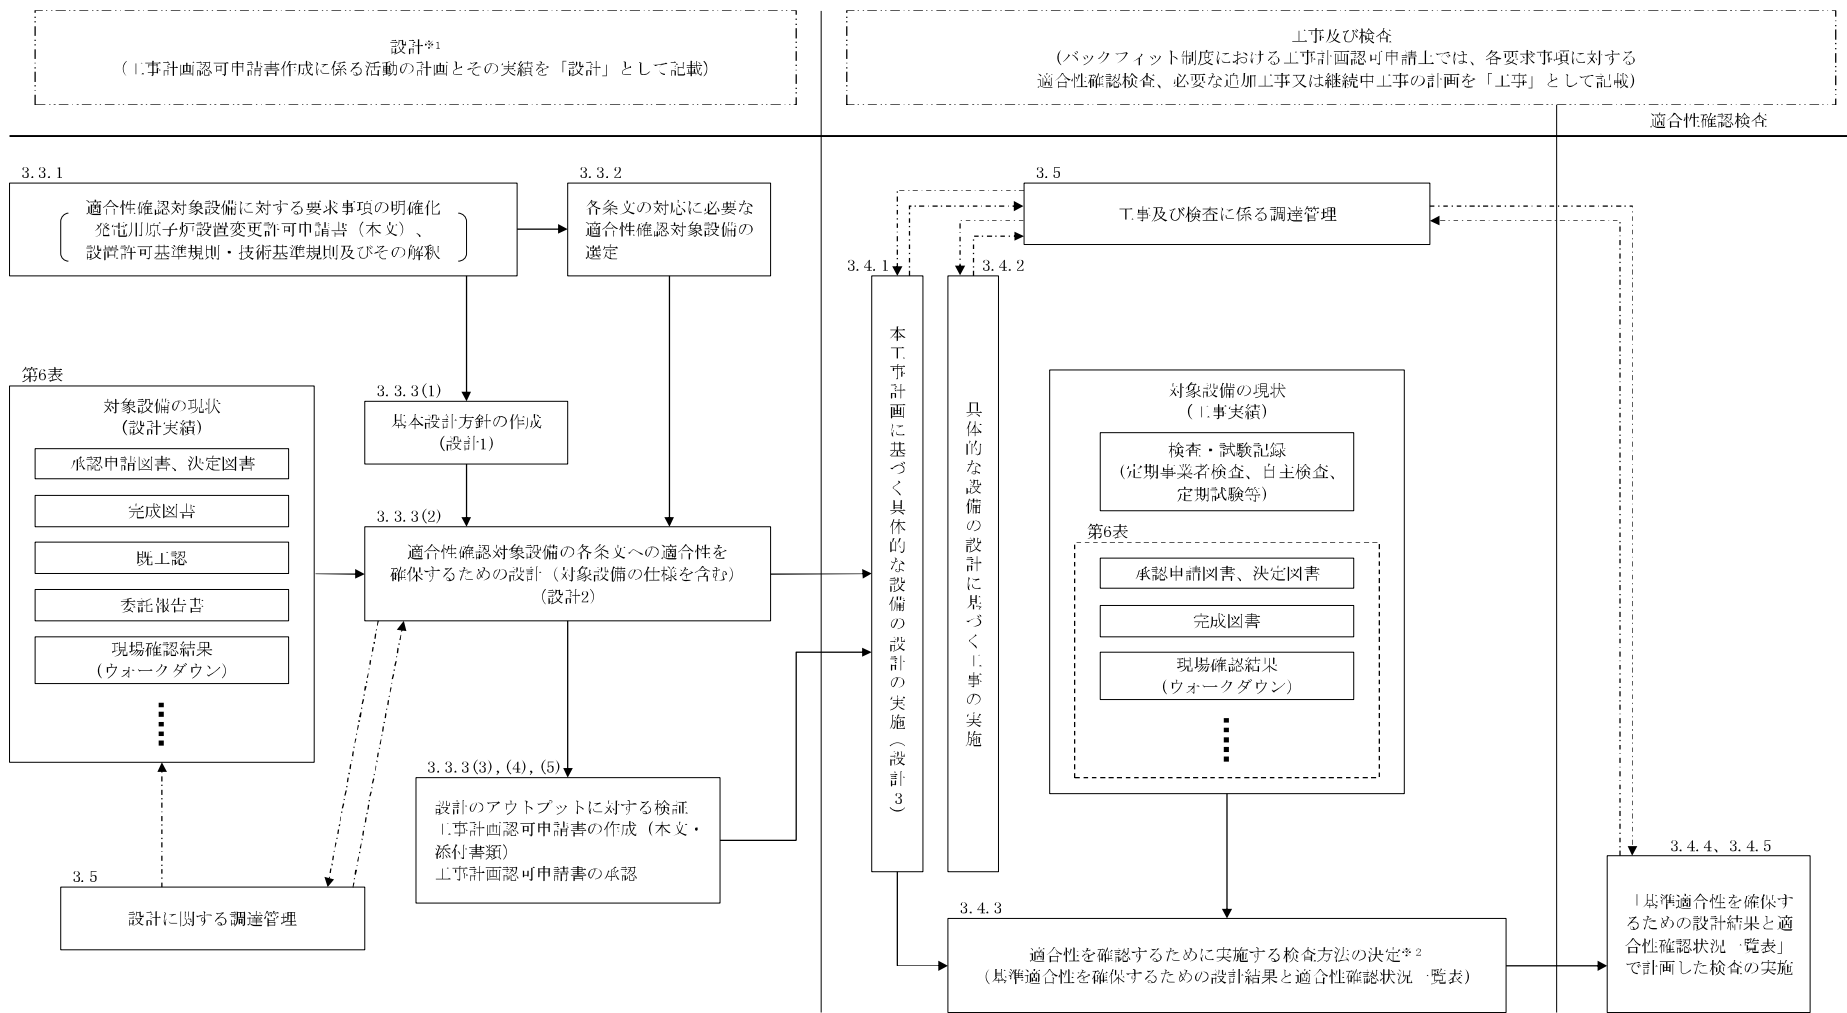 設計※1
(工事計画認可申請書作成に係る活動の計画とその実績を「設計」として記載)
工事及び検査
(バックフィット制度における工事計画認可申請上では、各要求事項に対する
適合性確認検査、必要な追加工事又は継続中工事の計画を「工事」として記載)
適合性確認検査
3.3.1
適合性確認対象設備に対する要求事項の明確化
発電用原子炉設置変更許可申請書(本文)、
設置許可基準規則・技術基準規則及びその解釈
3.3.2
各条文の対応に必要な
適合性確認対象設備の
選定
第6表
対象設備の現状
(設計実績)
承認申請図書、決定図書
完成図書
既工認
委託報告書
現場確認結果
(ウォークダウン)
3.3.3(1)
基本設計方針の作成
(設計1)
3.3.3(2)
適合性確認対象設備の各条文への適合性を
確保するための設計(対象設備の仕様を含む)
(設計2)
3.3.3(3),(4),(5)
設計のアウトプットに対する検証
工事計画認可申請書の作成(本文・
添付書類)
工事計画認可申請書の承認
3.5
設計に関する調達管理
3.5
工事及び検査に係る調達管理
3.4.1
本工事計画に基づく具体的な設備の設計の実施(設計3)
3.4.2
具体的な設備の設計に基づく工事の実施
対象設備の現状
(工事実績)
検査・試験記録
(定期事業者検査、自主検査、
定期試験等)
第6表
承認申請図書、決定図書
完成図書
現場確認結果
(ウォークダウン)
3.4.3
適合性を確認するために実施する検査方法の決定※2
(基準適合性を確保するための設計結果と適合性確認状況一覧表)
3.4.4、3.4.5
「基準適合性を確保す
るための設計結果と適
合性確認状況一覧表」
で計画した検査の実施